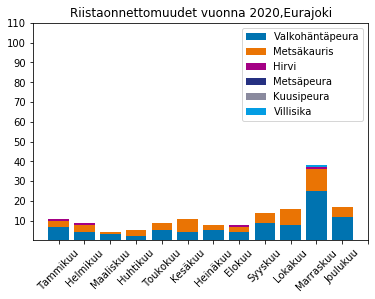 Riistaonnettomuudet vuonna 2020,Eurajoki
110
100
90
80
70
60
50
40
30
20
10
Valkohäntäpeura
Metsäkauris
Hirvi
Metsäpeura
Kuusipeura
Villisika
Tammikuu
Helmikuu
Maaliskuu
Huhtikuu
Toukokuu
Kesäkuu
Heinäkuu
Elokuu
Syyskuu
Lokakuu
Marraskuu
Joulukuu